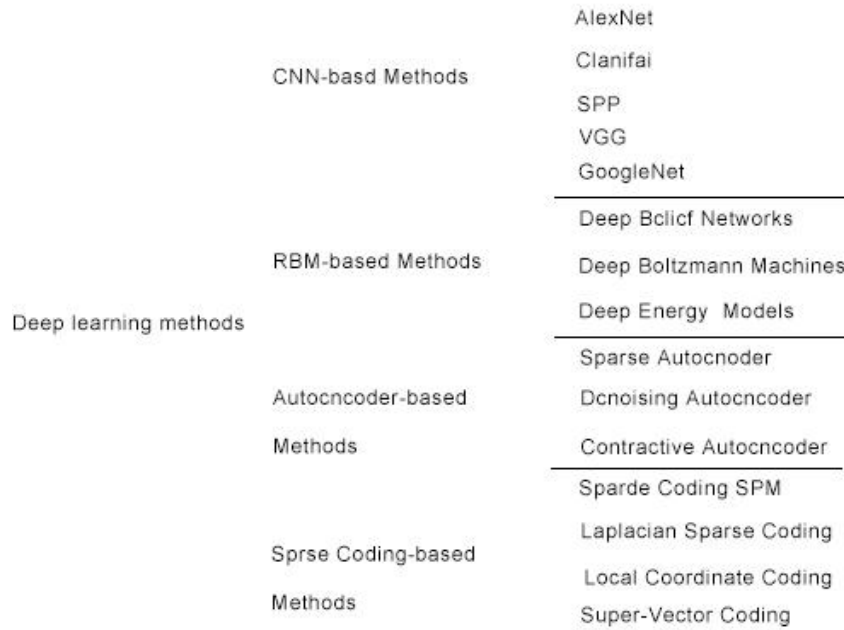 Deep learning methods
CNN-basd Methods
AlexNet
Clanifai
SPP
VGG
GoogleNet
RBM-based Methods
Deep Bclicf Networks
Deep Boltzmann Machines
Deep Energy Models
Autocncoder-based
Methods
Sparse Autocnoder
Dcnoising Autocncoder
Contractive Autocncoder
Sprse Coding-based
Methods
Sparde Coding SPM
Laplacian Sparse Coding
Local Coordinate Coding
Super-Vector Coding